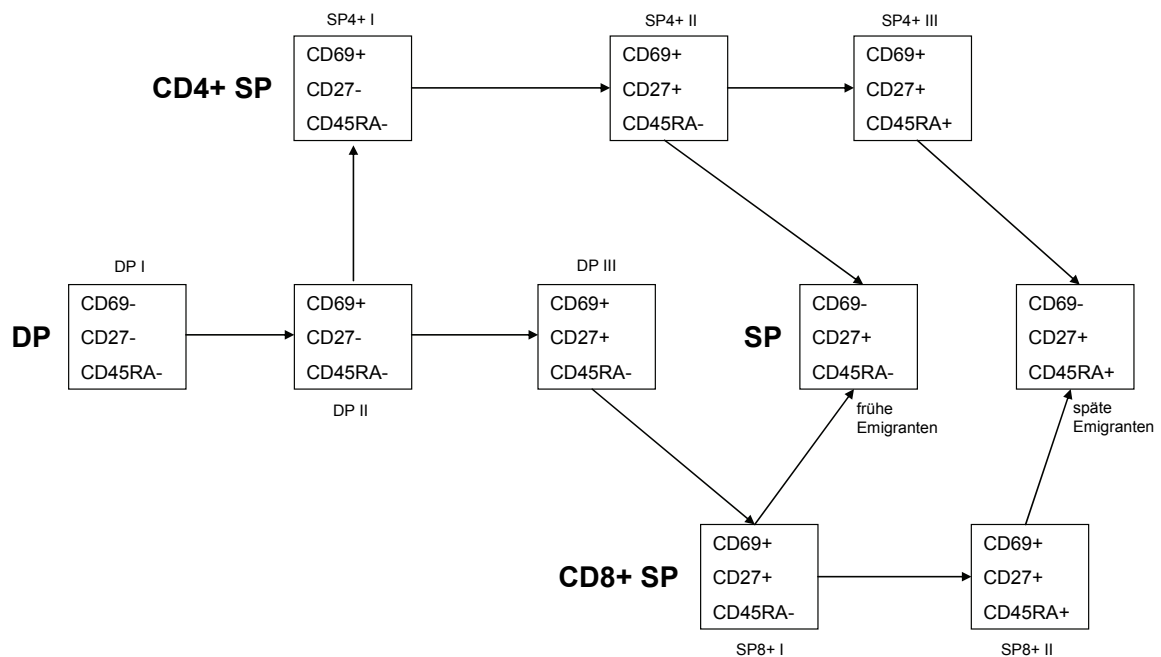 SP4+ I
CD69+
CD27-
CD45RA-
SP4+ II
CD69+
CD27+
CD45RA-
SP4+ III
CD69+
CD27+
CD45RA+
CD4+ SP
DP I
CD69-
CD27-
CD45RA-
DP
CD69+
CD27-
CD45RA-
DP II
DP III
CD69+
CD27+
CD45RA-
SP
CD69-
CD27+
CD45RA-
frühe
Emigranten
CD69-
CD27+
CD45RA+
späte
Emigranten
CD8+ SP
CD69+
CD27+
CD45RA-
SP8+ I
CD69+
CD27+
CD45RA+
SP8+ II